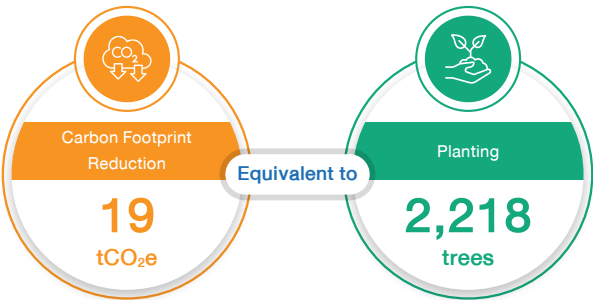 CO₂
Carbon Footprint
Reduction
19
tCO₂e
Equivalent to
Planting
2,218
trees